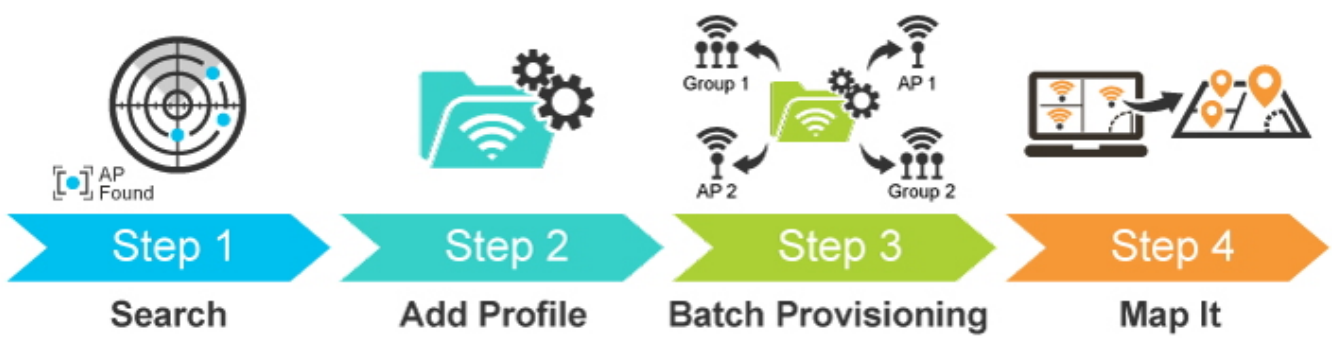 AP
Found
Group 1
AP 1
AP 2
Group 2
Step 1
Step 2
Step 3
Step 4
Search
Add Profile
Batch Provisioning
Map It